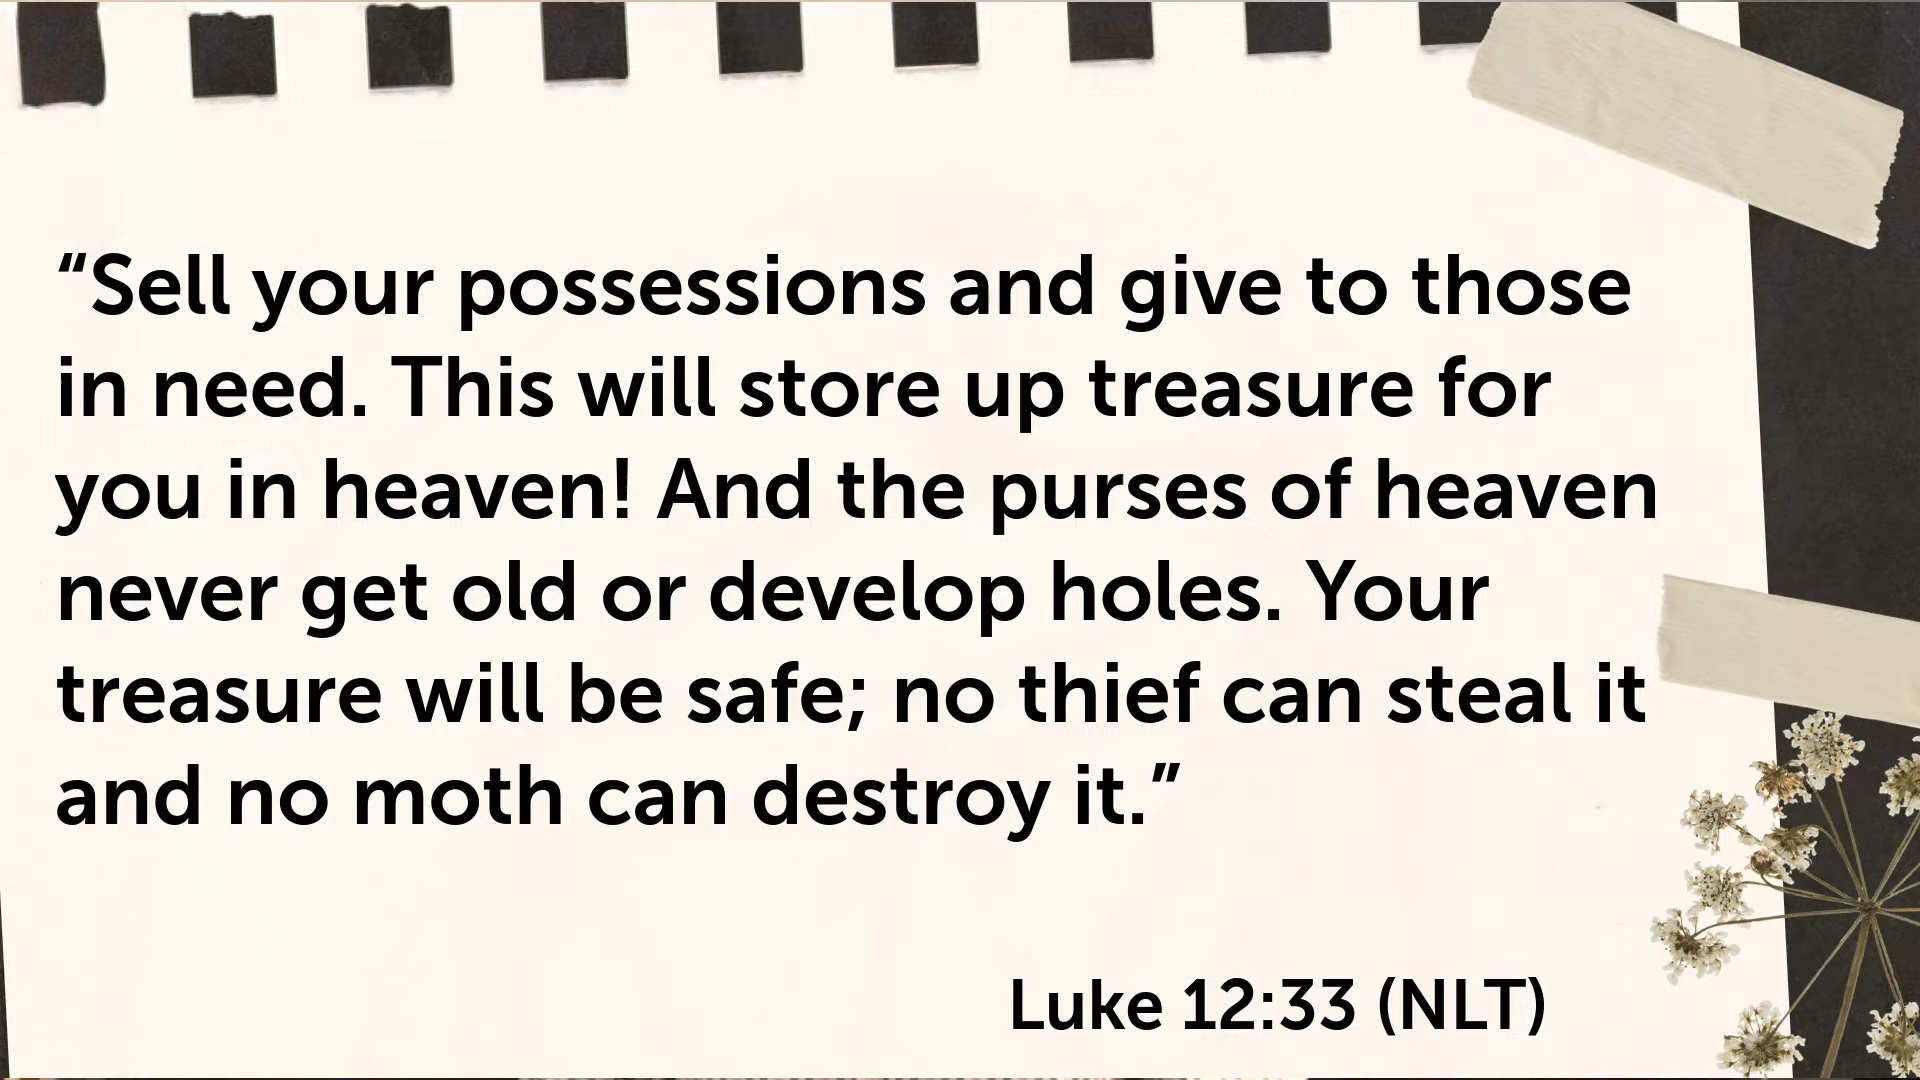 “Sell your possessions and give to those
in need. This will store up treasure for
you in heaven! And the purses of heaven
never get old or develop holes. Your
treasure will be safe; no thief can steal it
and no moth can destroy it.”
Luke 12:33 (NLT)